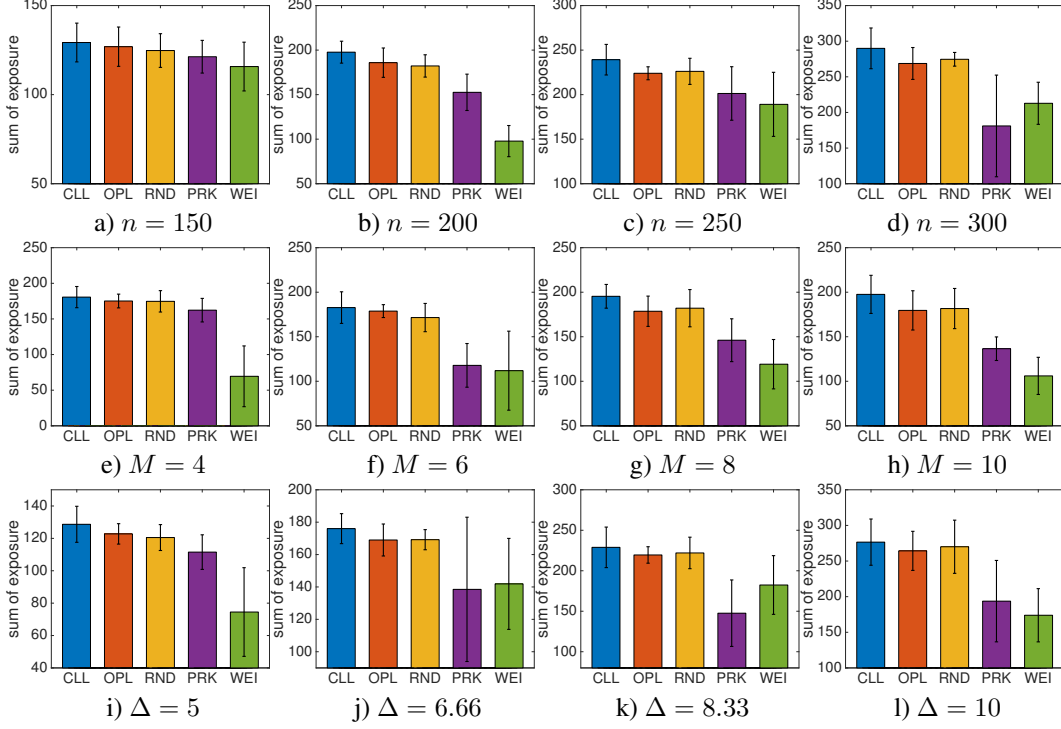 150
100
50
sum of exposure
CLL OPL RND PRK WEI
a) n = 150
200
150
100
50
sum of exposure
CLL OPL RND PRK WEI
b) n = 200
300
250
200
150
100
sum of exposure
CLL OPL RND PRK WEI
c) n = 250
300
250
200
150
100
sum of exposure
CLL OPL RND PRK WEI
d) n = 300
250
200
150
100
50
0
sum of exposure
CLL OPL RND PRK WEI
e) M = 4
250
200
150
100
50
sum of exposure
CLL OPL RND PRK WEI
f) M = 6
250
200
150
100
50
sum of exposure
CLL OPL RND PRK WEI
g) M = 8
250
200
150
100
50
sum of exposure
CLL OPL RND PRK WEI
h) M = 10
140
120
100
80
60
40
sum of exposure
CLL OPL RND PRK WEI
i) Δ = 5
200
180
160
140
120
100
sum of exposure
CLL OPL RND PRK WEI
j) Δ = 6.66
300
250
200
150
100
sum of exposure
CLL OPL RND PRK WEI
k) Δ = 8.33
350
300
250
200
150
100
sum of exposure
CLL OPL RND PRK WEI
l) Δ = 10